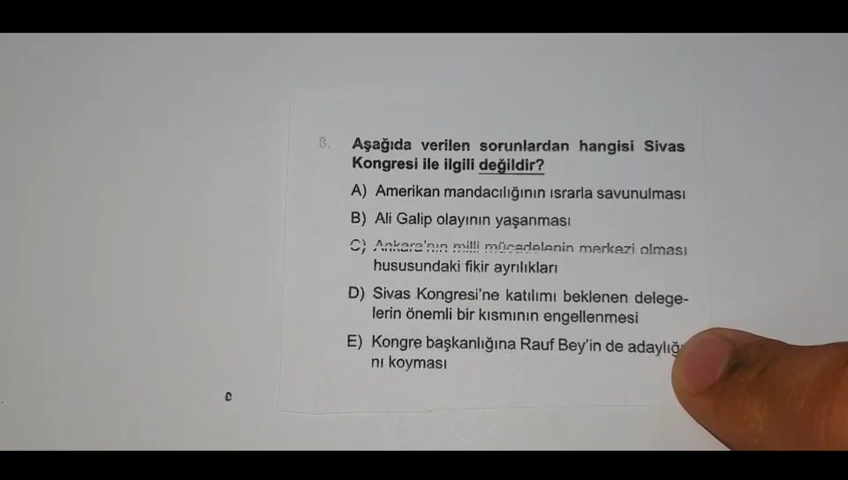 8. Aşağıda verilen sorunlardan hangisi Sivas
Kongresi ile ilgili değildir?
A) Amerikan mandacılığının ısrarla savunulması
B) Ali Galip olayının yaşanması
C) Ankara'nın milli mücadelenin merkezi olması
hususundaki fikir ayrılıkları
D) Sivas Kongresi'ne katılımı beklenen delege-
lerin önemli bir kısmının engellenmesi
E) Kongre başkanlığına Rauf Bey'in de adaylığı
nı koyması